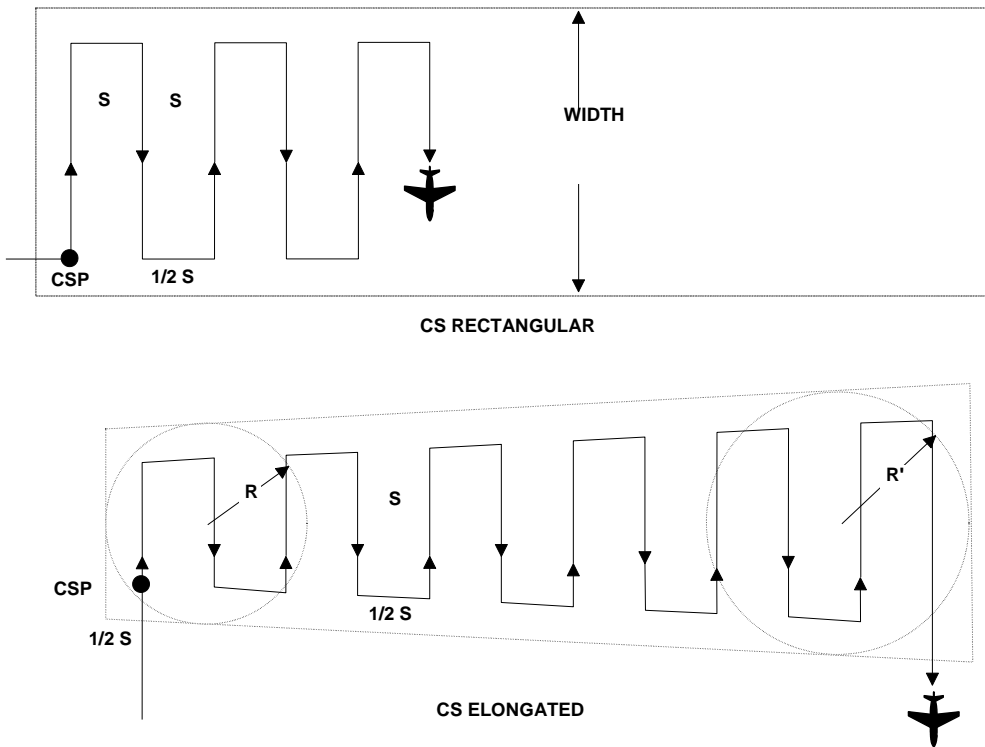 S S
WIDTH
CSP
1/2 S
CS RECTANGULAR
R
S
R'
CSP
1/2 S
1/2 S
CS ELONGATED